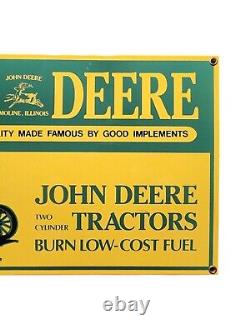 JOHN DEERE
MOLINE, ILLINOIS
DEERE
LITY MADE FAMOUS BY GOOD IMPLEMENTS
JOHN DEERE
TWO
CYLINDER TRACTORS
BURN LOW-COST FUEL